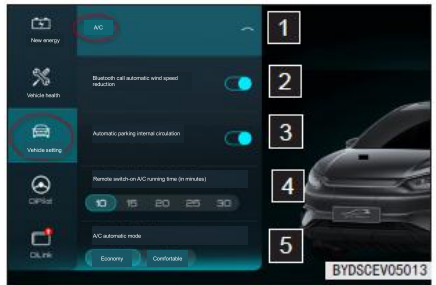 New energy
Vehicle health
Vehicle setting
DiPilot
DiLink
A/C
1
Bluetooth call automatic wind speed
reduction
2
Automatic parking internal circulation
3
Remote switch-on A/C running time (in minutes)
10 15 20 25 30
4
A/C automatic mode
Economy Comfortable
5
BYDSCEV05013